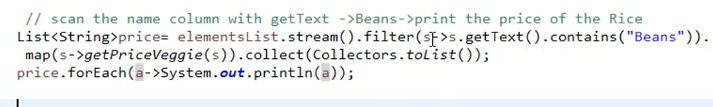 // scan the name column with getText ->Beans->print the price of the Rice
List<String>price= elementsList.stream().filter(s->s.getText().contains("Beans")).
map(s->getPriceVeggie(s)).collect(Collectors.toList());
price.forEach(a->System.out.println(a));